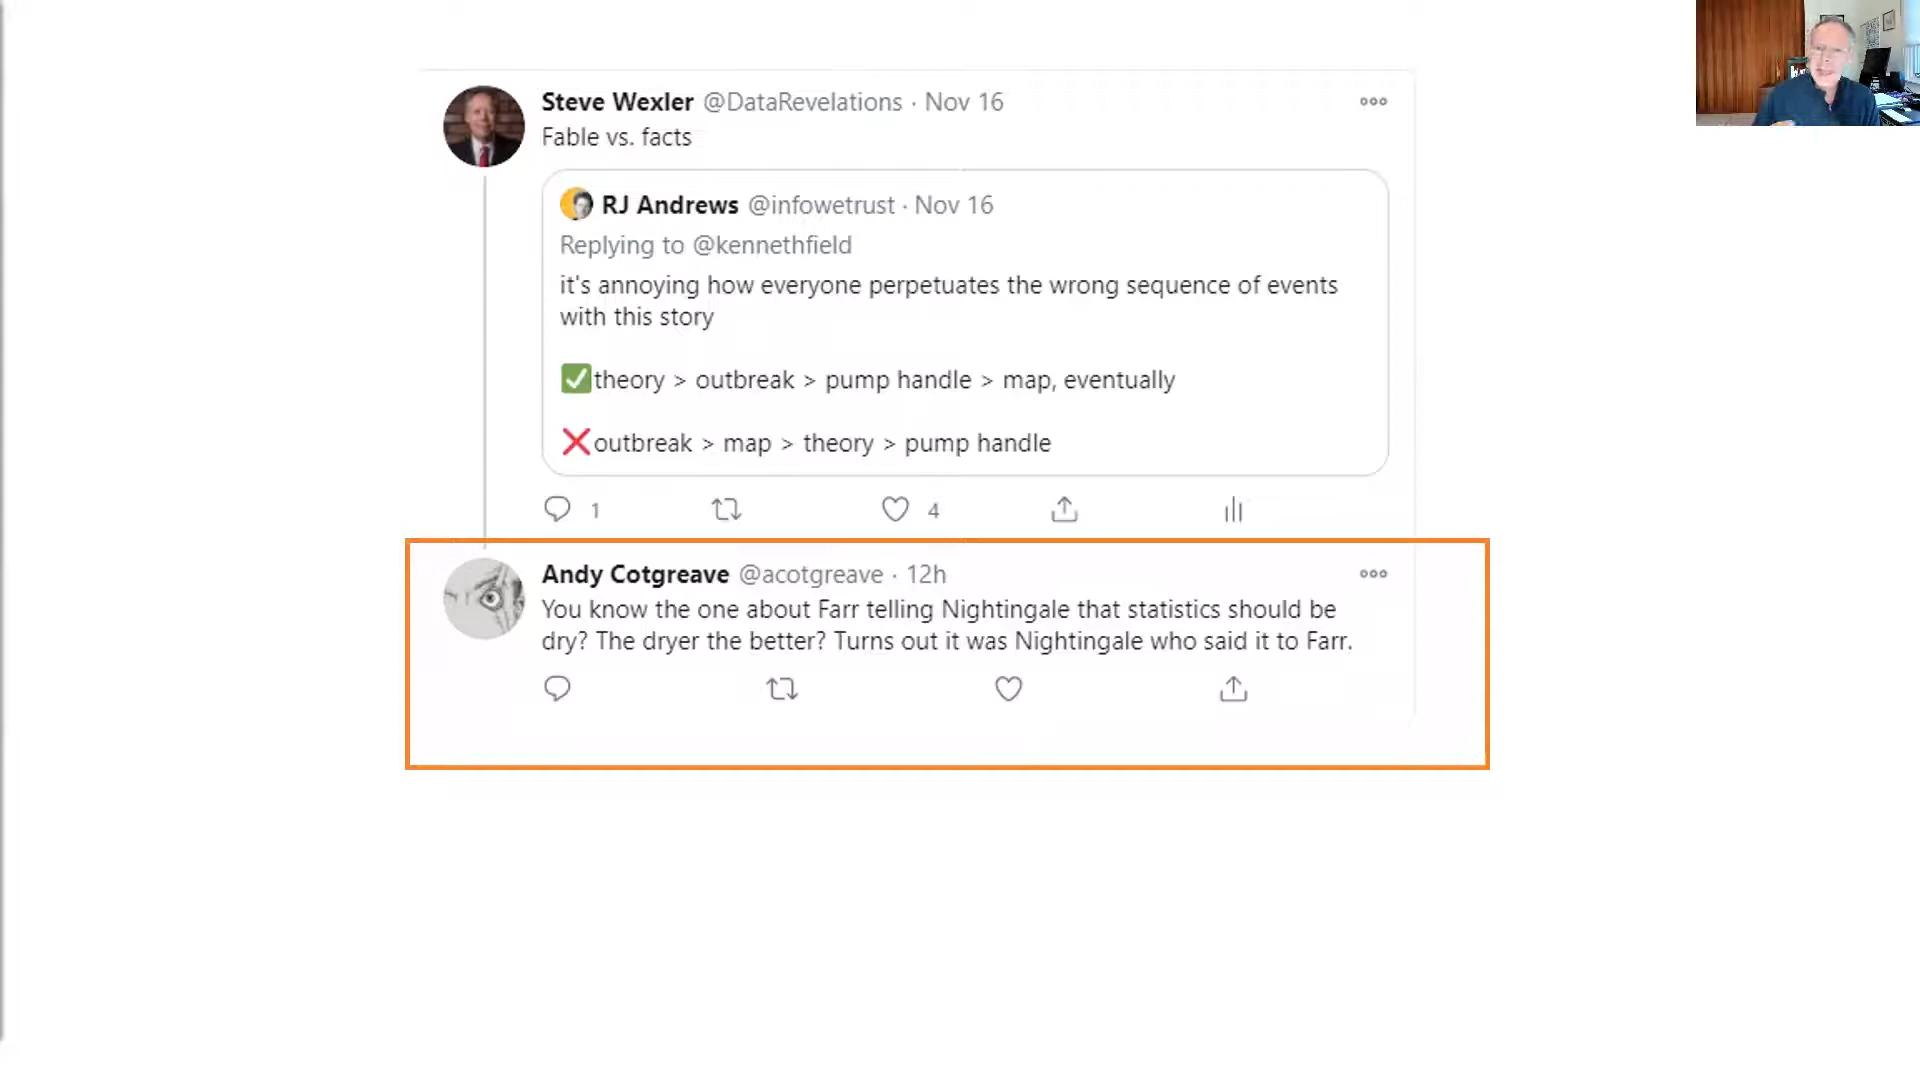 Steve Wexler @DataRevelations · Nov 16
Fable vs. facts
RJ Andrews @infowetrust · Nov 16
Replying to @kennethfield
it's annoying how everyone perpetuates the wrong sequence of events
with this story
✅theory > outbreak > pump handle > map, eventually
❌outbreak > map > theory > pump handle
1
4
Andy Cotgreave @acotgreave · 12h
You know the one about Farr telling Nightingale that statistics should be
dry? The dryer the better? Turns out it was Nightingale who said it to Farr.